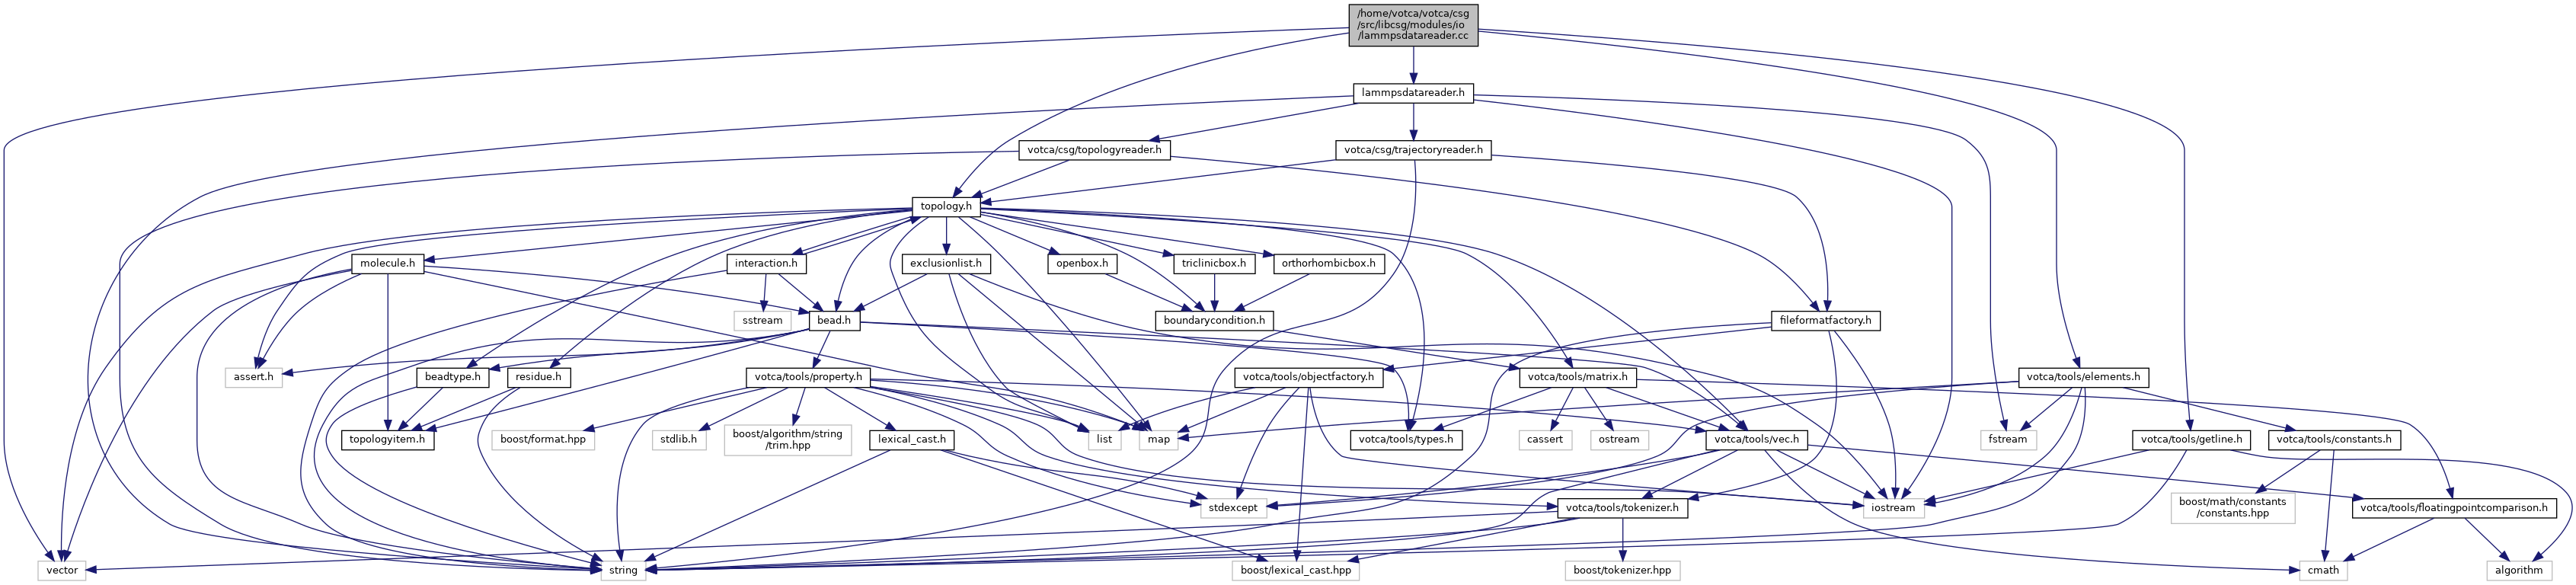 /home/votca/votca/csg
/src/libcsg/modules/io
/lammpsdatareader.cc
lammpsdatareader.h
votca/csg/topologyreader.h
votca/csg/trajectoryreader.h
topology.h
molecule.h
interaction.h
exclusionlist.h
openbox.h
triclinicbox.h
orthorhombicbox.h
sstream
bead.h
boundarycondition.h
fileformatfactory.h
assert.h
beadtype.h
residue.h
votca/tools/property.h
votca/tools/objectfactory.h
votca/tools/matrix.h
votca/tools/elements.h
topologyitem.h
boost/format.hpp
stdlib.h
boost/algorithm/string
/trim.hpp
lexical_cast.h
list
map
votca/tools/types.h
cassert
ostream
votca/tools/vec.h
fstream
votca/tools/getline.h
votca/tools/constants.h
stdexcept
votca/tools/tokenizer.h
iostream
boost/math/constants
/constants.hpp
votca/tools/floatingpointcomparison.h
vector
string
boost/lexical_cast.hpp
boost/tokenizer.hpp
cmath
algorithm